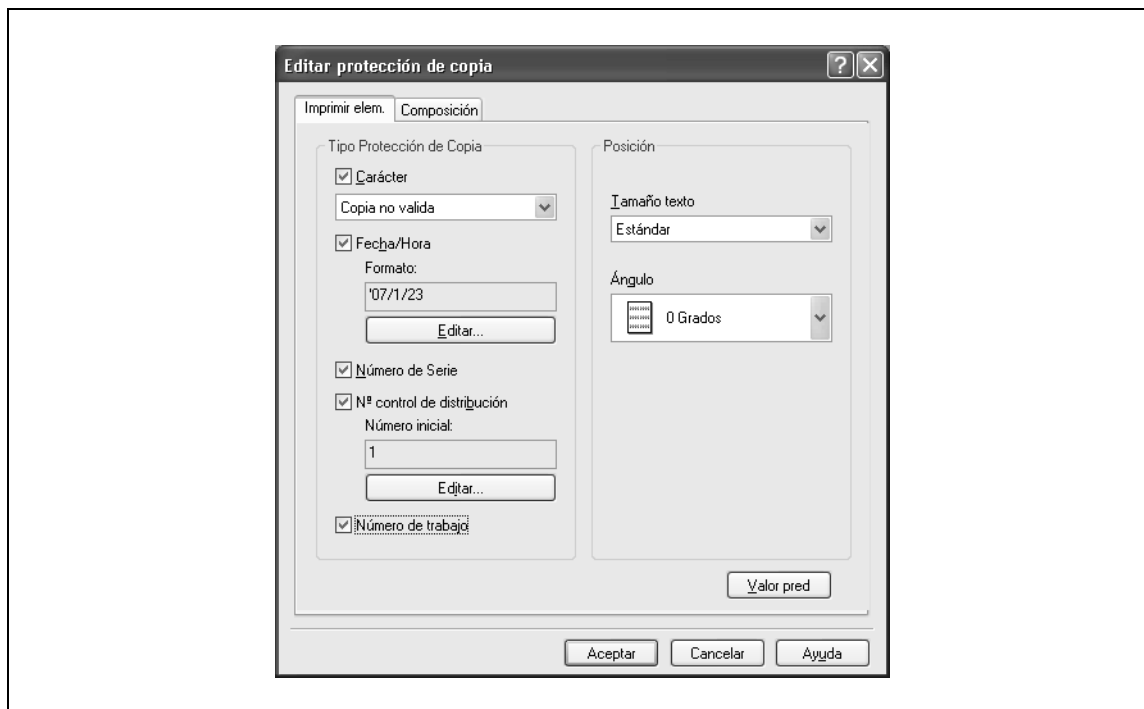 Editar protección de copia
Imprimir elem.
Composición
Tipo Protección de Copia
Carácter
Copia no valida
Fecha/Hora
Formato:
'07/1/23
Editar...
Número de Serie
Nº control de distribución
Número inicial:
1
Editar...
Número de trabajo
Posición
Tamaño texto
Estándar
Ángulo
0 Grados
Valor pred
Aceptar
Cancelar
Ayuda